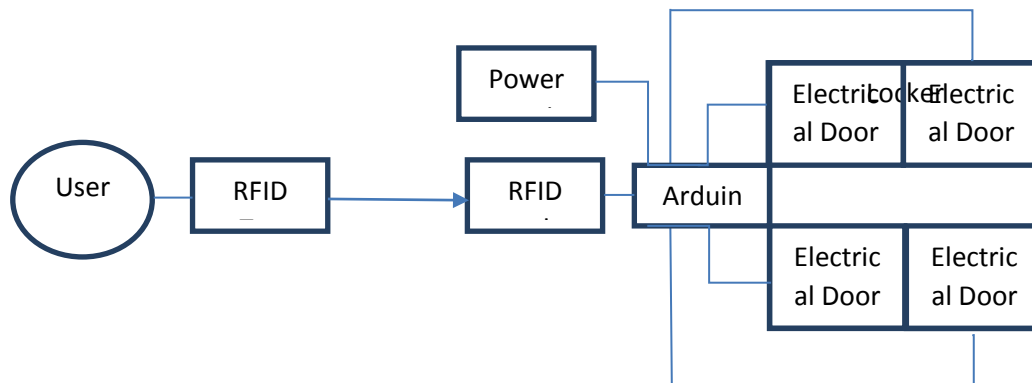 Power
Locker
Electric
al Door
Electric
al Door
User
RFID
RFID
Arduin
Electric
al Door
Electric
al Door